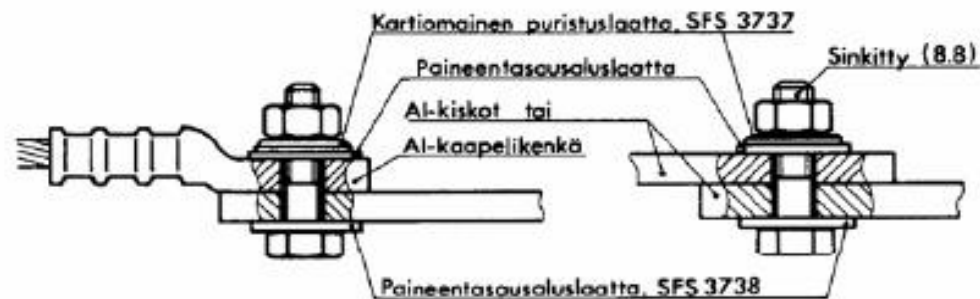 Kartiomainen puristuslaatta, SFS 3737
Sinkitty (8.8)
Paineentasausaluslaatta
Al-kiskot tai
Al-kaapelikenkä
Paineentasausaluslaatta, SFS 3738